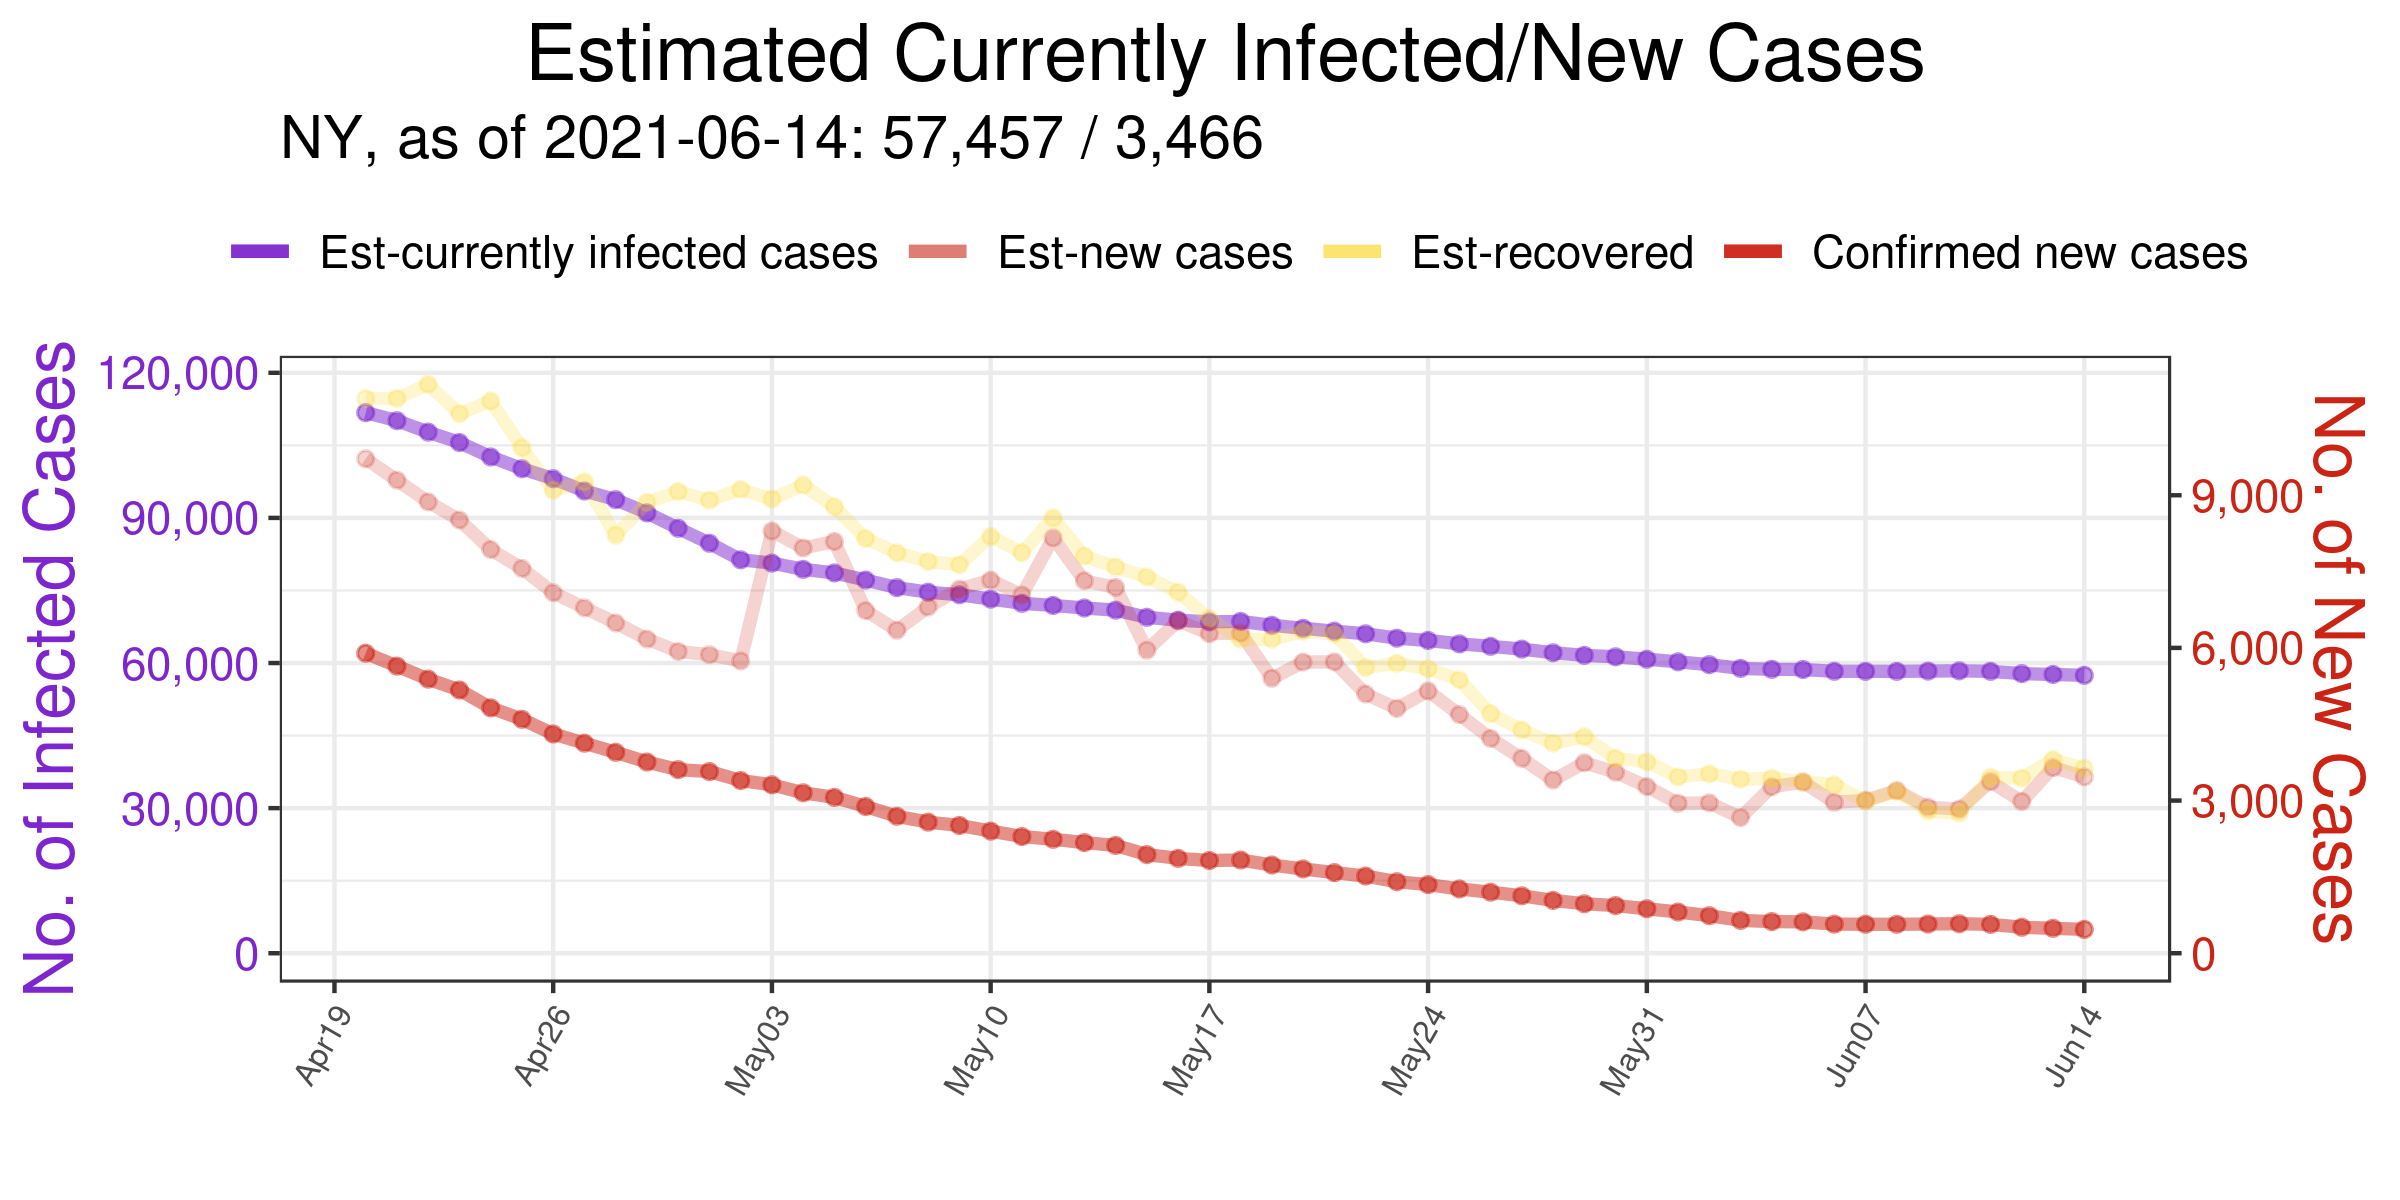 Estimated Currently Infected/New Cases
NY, as of 2021-06-14: 57,457 / 3,466
Est-currently infected cases Est-new cases Est-recovered Confirmed new cases
No. of Infected Cases
120,000
90,000
60,000
30,000
0
No. of New Cases
9,000
6,000
3,000
0
Apr19 Apr26 May03 May10 May17 May24 May31 Jun07 Jun14